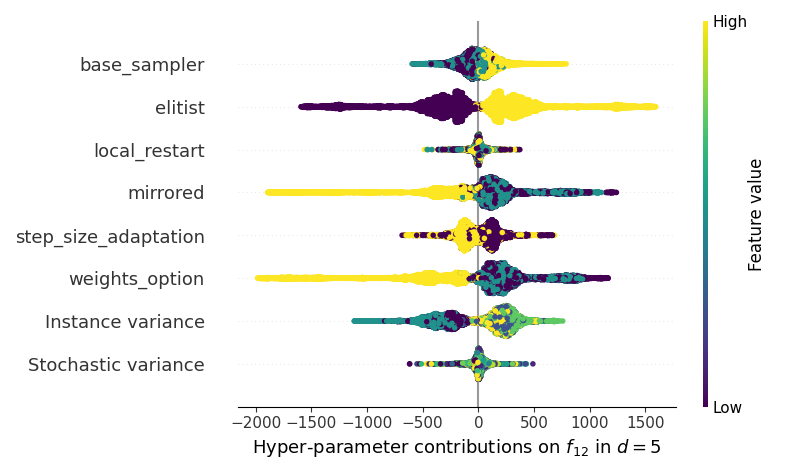 High
base_sampler
elitist
local_restart
mirrored
step_size_adaptation
weights_option
Instance variance
Stochastic variance
Feature value
Low
−2000 −1500 −1000 −500 0 500 1000 1500
Hyper-parameter contributions on f₁₂ in d = 5